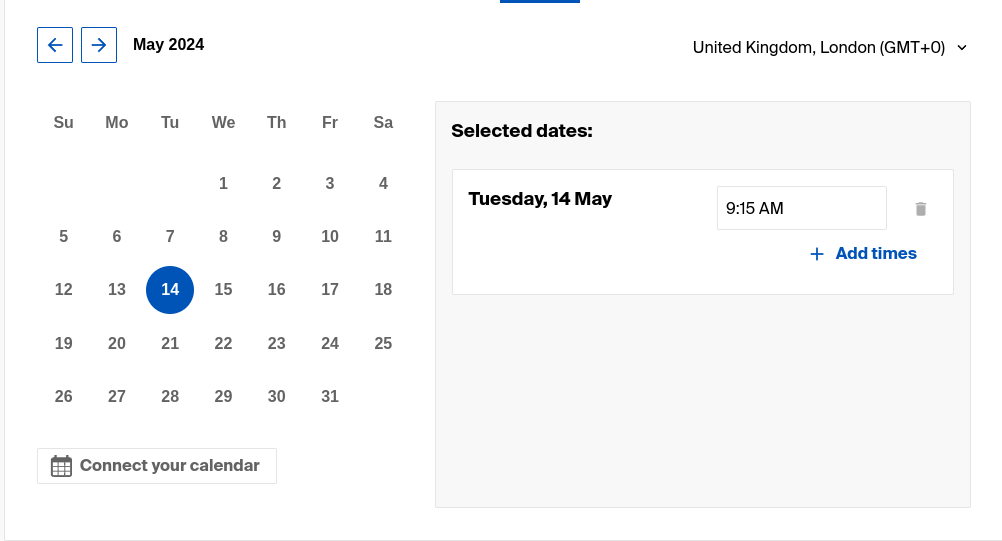 May 2024
United Kingdom, London (GMT+0)
Su Mo Tu We Th Fr Sa
1 2 3 4
5 6 7 8 9 10 11
12 13 14 15 16 17 18
19 20 21 22 23 24 25
26 27 28 29 30 31
Connect your calendar
Selected dates:
Tuesday, 14 May
9:15 AM
+ Add times